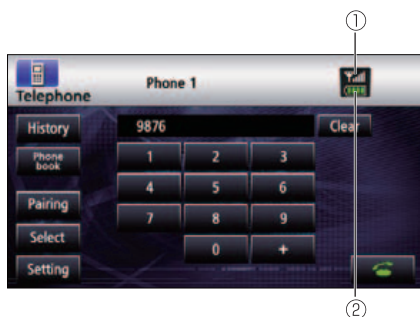 ①
Telephone
Phone 1
History
9876
Clear
Phone
book
1 2 3
4 5 6
Pairing
7 8 9
Select
0 +
Setting
②